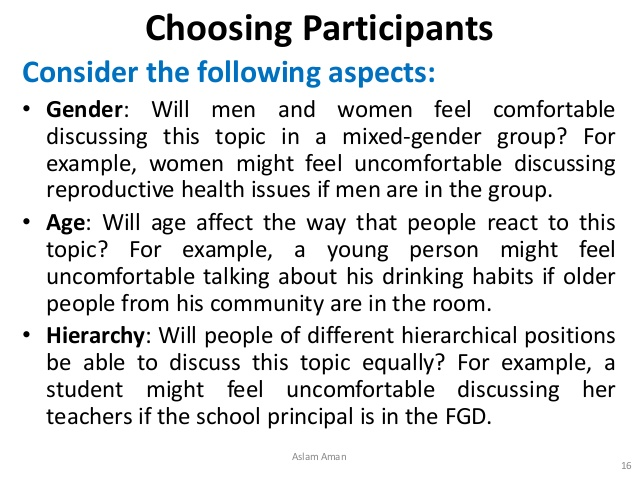 Choosing Participants
Consider the following aspects:
• Gender: Will men and women feel comfortable
discussing this topic in a mixed-gender group? For
example, women might feel uncomfortable discussing
reproductive health issues if men are in the group.
• Age: Will age affect the way that people react to this
topic? For example, a young person might feel
uncomfortable talking about his drinking habits if older
people from his community are in the room.
• Hierarchy: Will people of different hierarchical positions
be able to discuss this topic equally? For example, a
student might feel uncomfortable discussing her
teachers if the school principal is in the FGD.
Aslam Aman
16